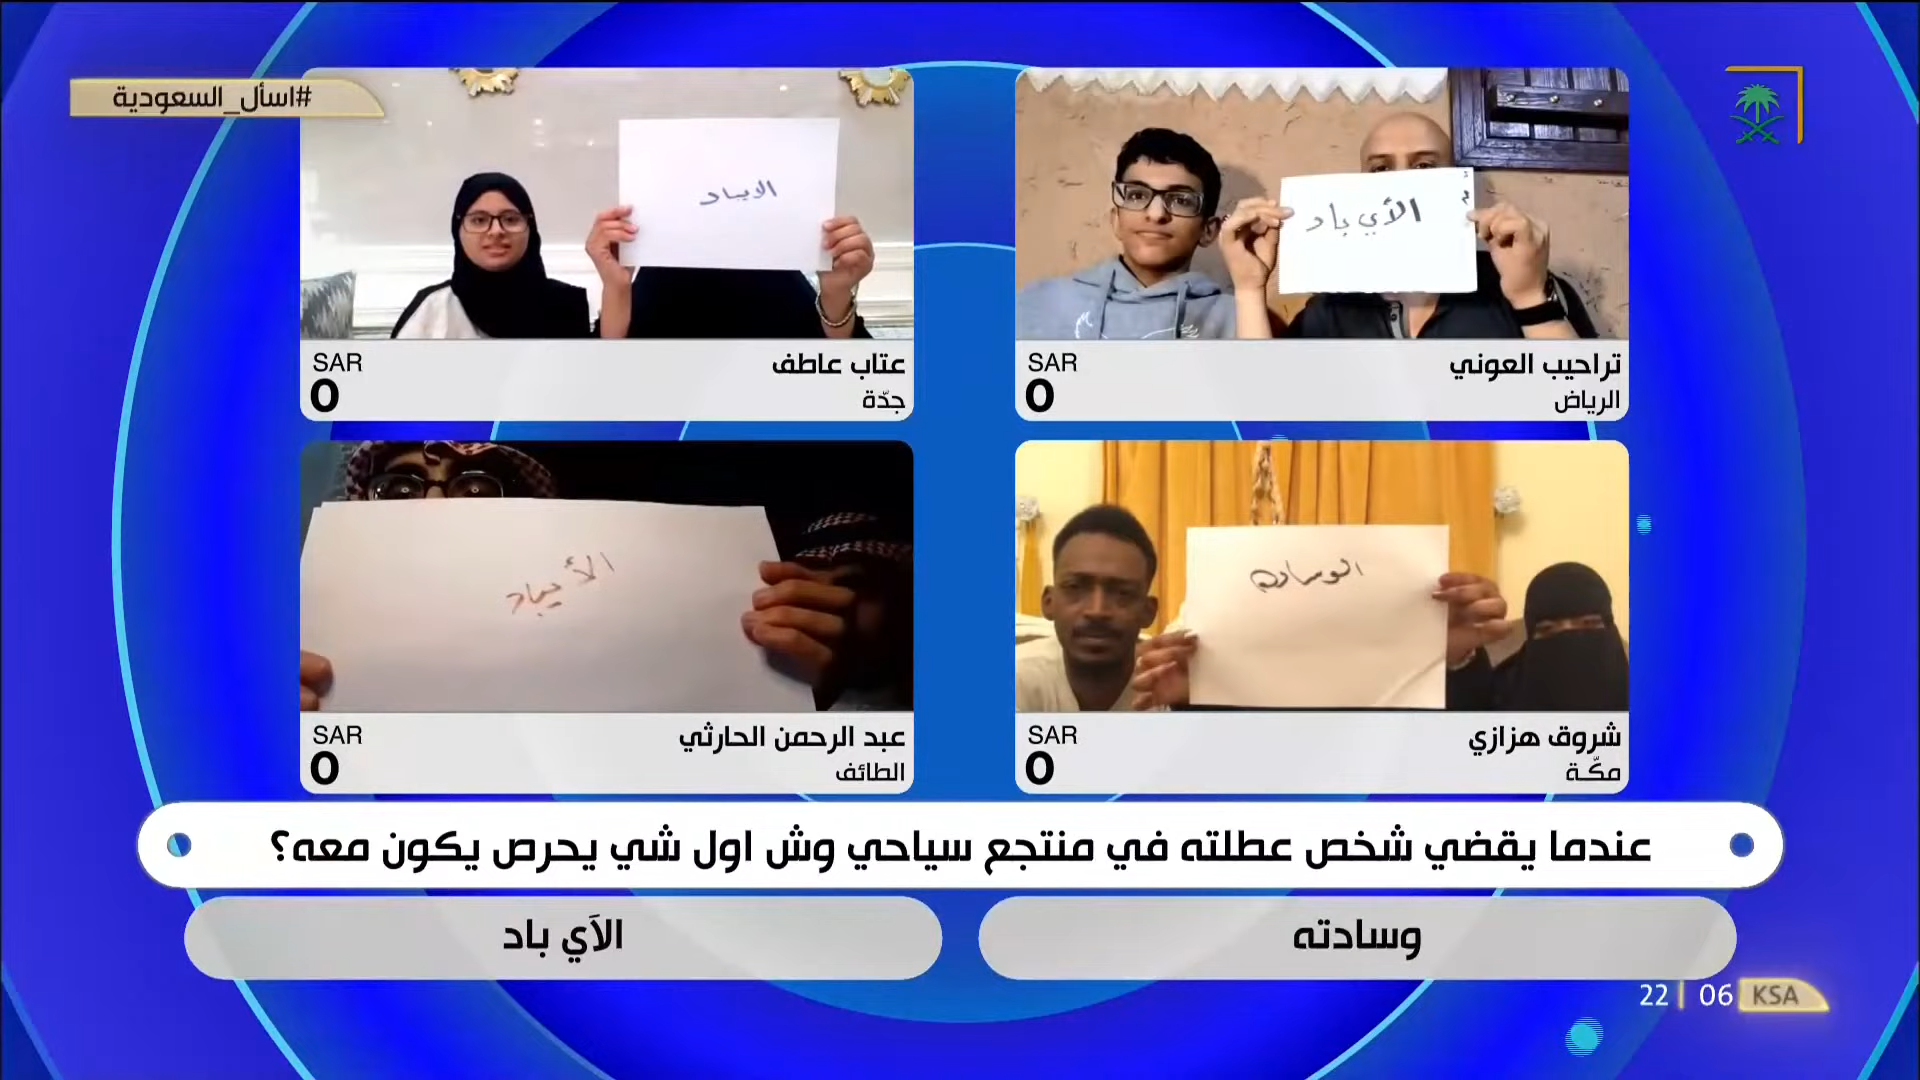 #اسأل_السعودية
الأي باد
تراحيب العوني
الرياض
SAR
0
الايباد
عتاب عاطف
جدّة
SAR
0
الوساده
شروق هزازي
مكّـة
SAR
0
الأيباد
عبد الرحمن الحارثي
الطائف
SAR
0
عندما يقضي شخص عطلته في منتجع سياحي وش اول شي يحرص يكون معه؟
وسادته
الآي باد
22 | 06 KSA